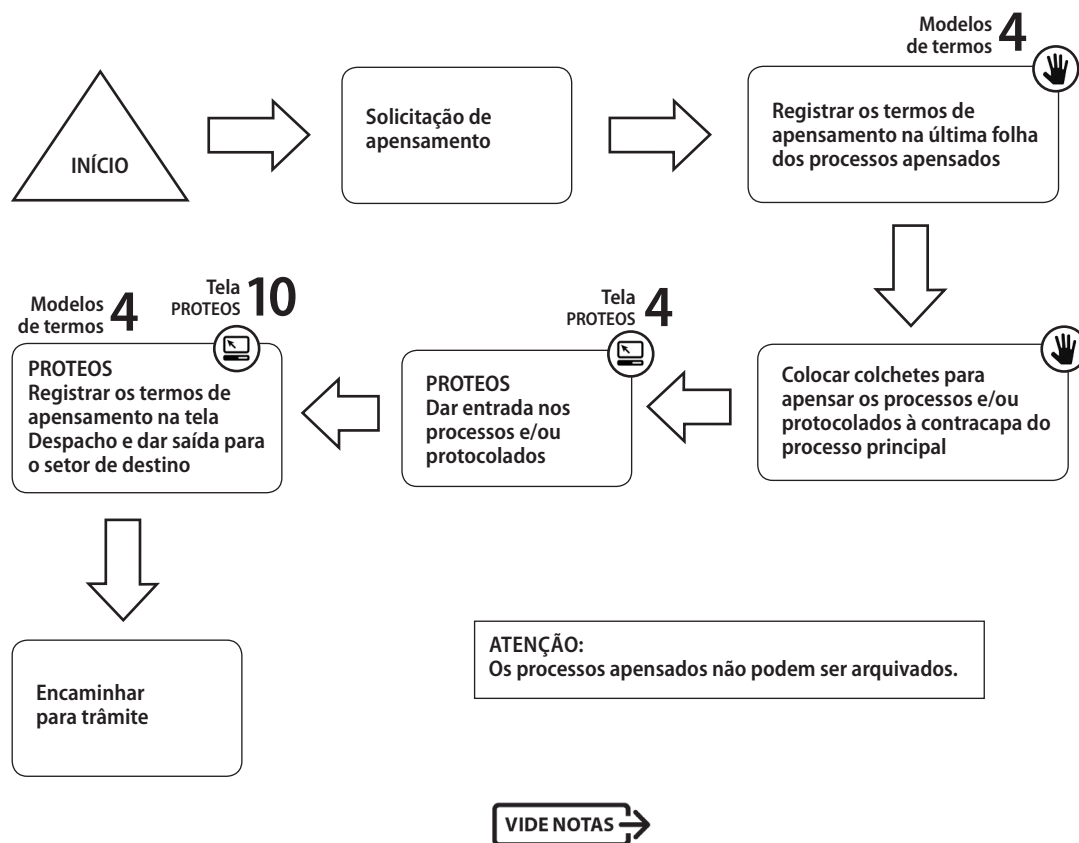 INÍCIO
Solicitação de
apensamento
Modelos
de termos 4
Registrar os termos de
apensamento na última folha
dos processos apensados
Colocar colchetes para
apensar os processos e/ou
protocolados à contracapa do
processo principal
Tela
PROTEOS 4
PROTEOS
Dar entrada nos
processos e/ou
protocolados
Modelos
de termos 4
Tela
PROTEOS 10
PROTEOS
Registrar os termos de
apensamento na tela
Despacho e dar saída para
o setor de destino
Encaminhar
para trâmite
ATENÇÃO:
Os processos apensados não podem ser arquivados.
VIDE NOTAS